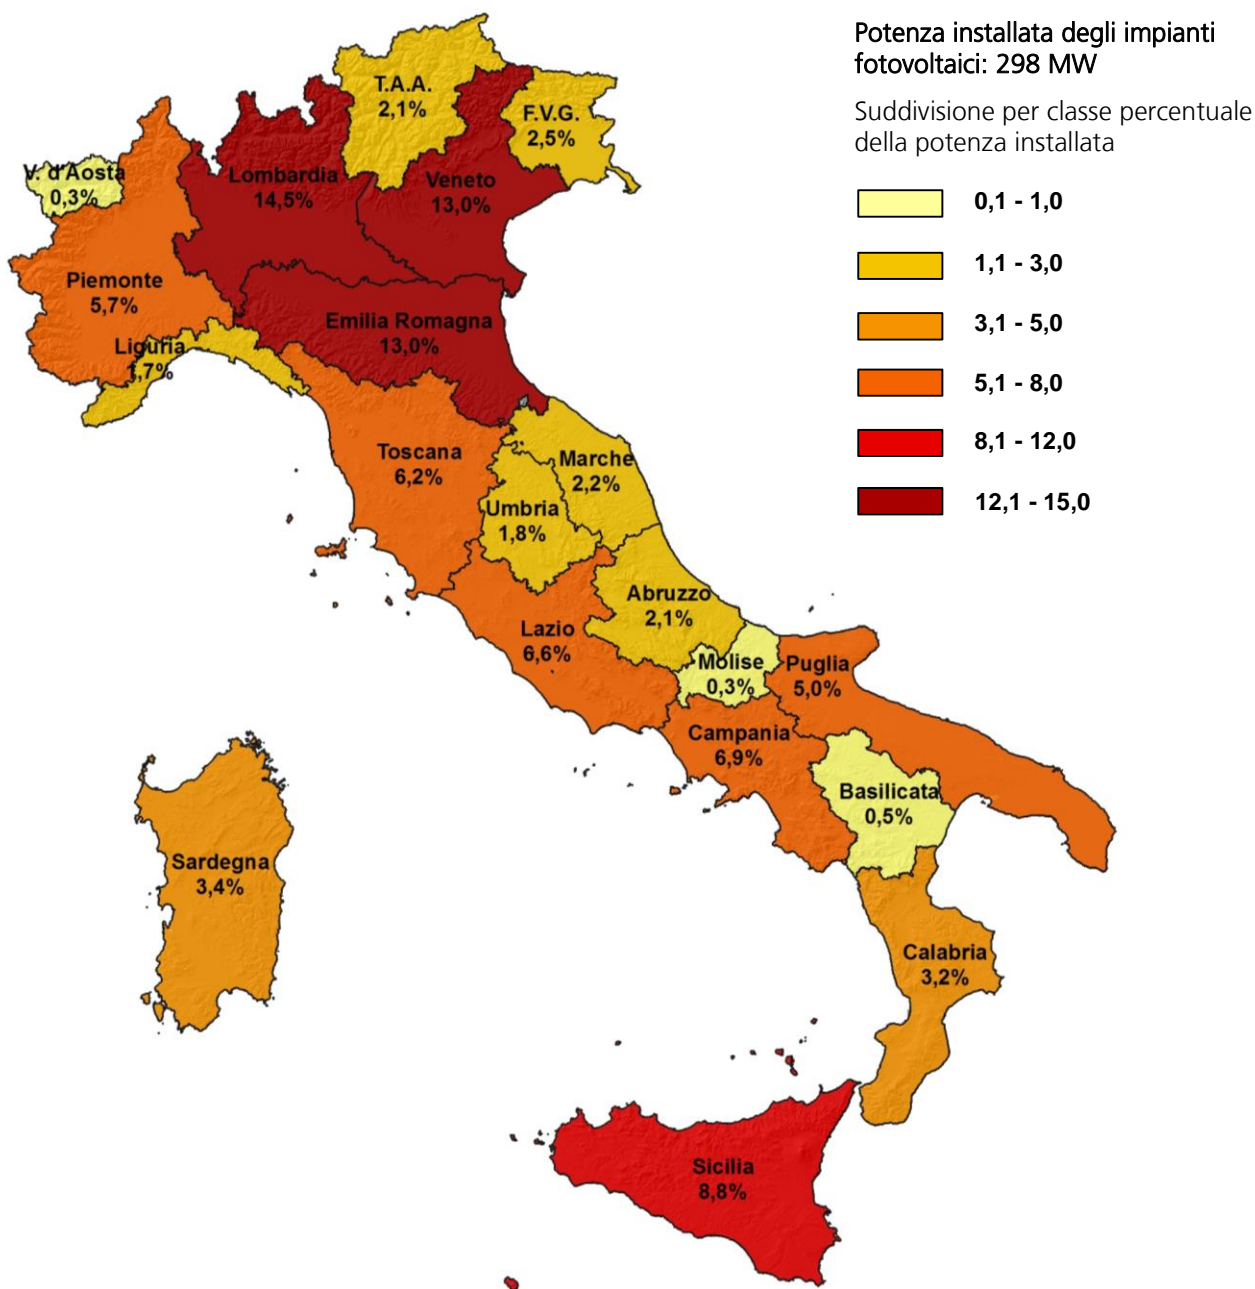 Potenza installata degli impianti
fotovoltaici: 298 MW
Suddivisione per classe percentuale
della potenza installata
0,1 - 1,0
1,1 - 3,0
3,1 - 5,0
5,1 - 8,0
8,1 - 12,0
12,1 - 15,0
T.A.A.
2,1%
F.V.G.
2,5%
V. d'Aosta
0,3%
Lombardia
14,5%
Veneto
13,0%
Piemonte
5,7%
Emilia Romagna
13,0%
Liguria
1,7%
Toscana
6,2%
Marche
2,2%
Umbria
1,8%
Abruzzo
2,1%
Lazio
6,6%
Molise
0,3%
Puglia
5,0%
Campania
6,9%
Basilicata
0,5%
Sardegna
3,4%
Calabria
3,2%
Sicilia
8,8%